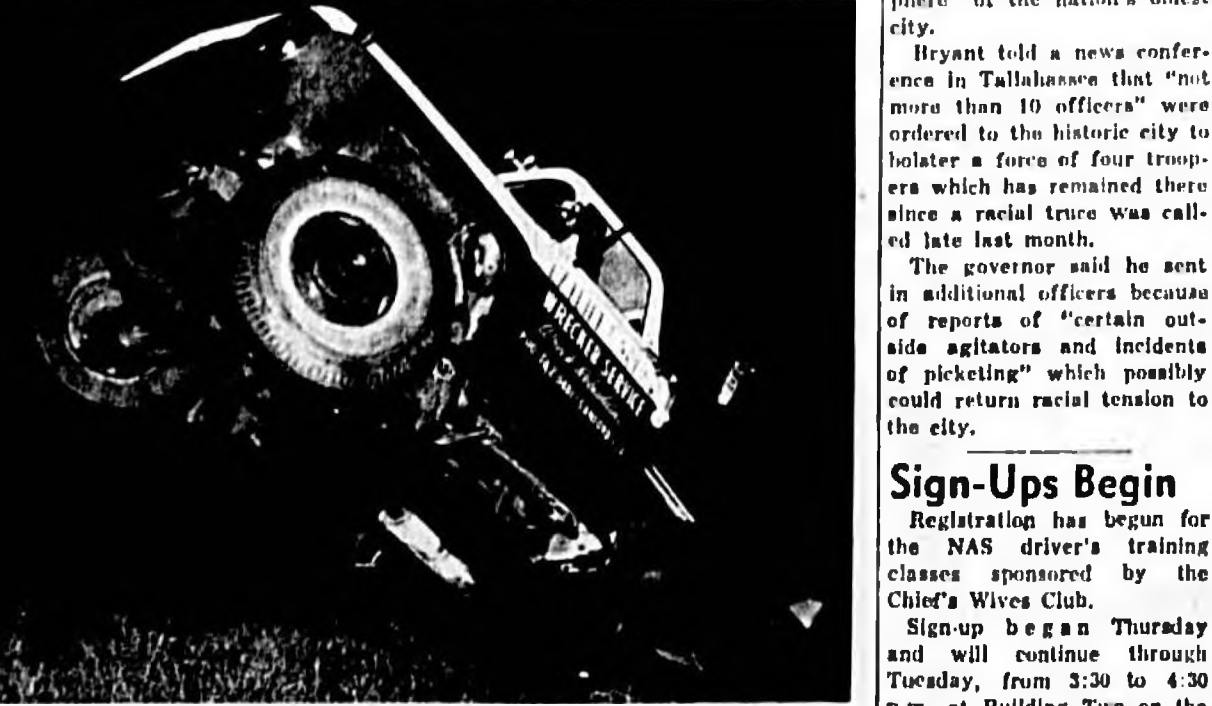 WRECKER SERVICE
city.
Bryant told a news confer-
ence in Tallahassee that "not
more than 10 officers" were
ordered to the historic city to
bolster a force of four troop-
ers which has remained there
since a racial truce was call-
ed late last month.
The governor said he sent
in additional officers because
of reports of "certain out-
side agitators and incidents
of picketing" which possibly
could return racial tension to
the city.
Sign-Ups Begin
Registration has begun for
the NAS driver's training
classes sponsored by the
Chief's Wives Club.
Sign-up began Thursday
and will continue through
Tuesday, from 3:30 to 4:30